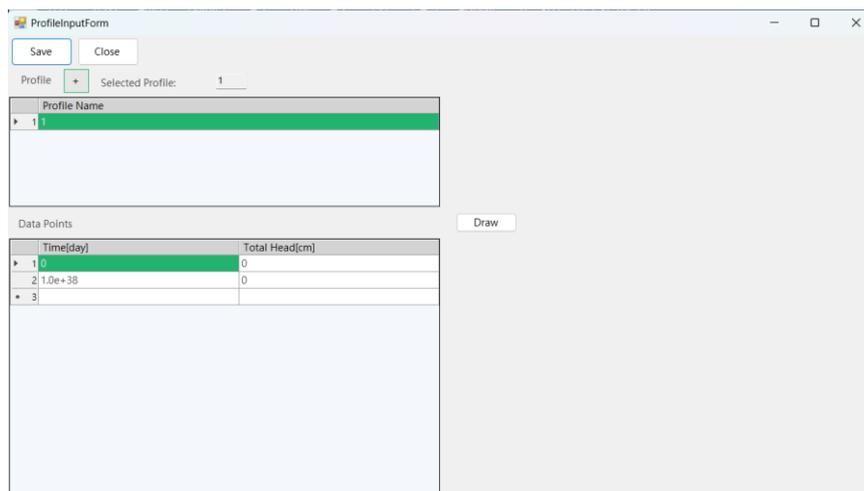 ProfileInputForm
Save Close
Profile + Selected Profile: 1
Profile Name
1 1
Data Points Draw
Time[day] Total Head[cm]
1 0 0
2 1.0e+38 0
3